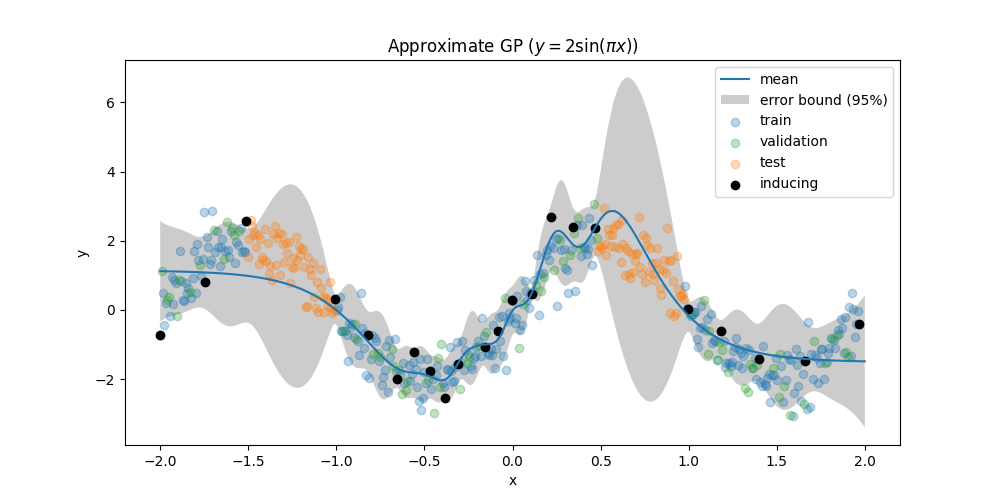 Approximate GP (y = 2sin(πx))
mean
error bound (95%)
train
validation
test
inducing
y
6
4
2
0
−2
−2.0 −1.5 −1.0 −0.5 0.0 0.5 1.0 1.5 2.0
x